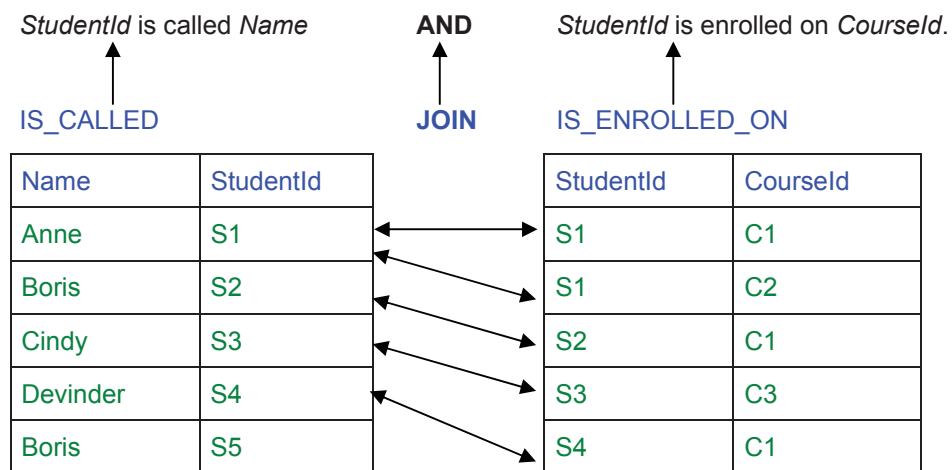 StudentId is called Name AND StudentId is enrolled on CourseId.
IS_CALLED JOIN IS_ENROLLED_ON
Name StudentId StudentId CourseId
Anne S1 S1 C1
Boris S2 S1 C2
Cindy S3 S2 C1
Devinder S4 S3 C3
Boris S5 S4 C1